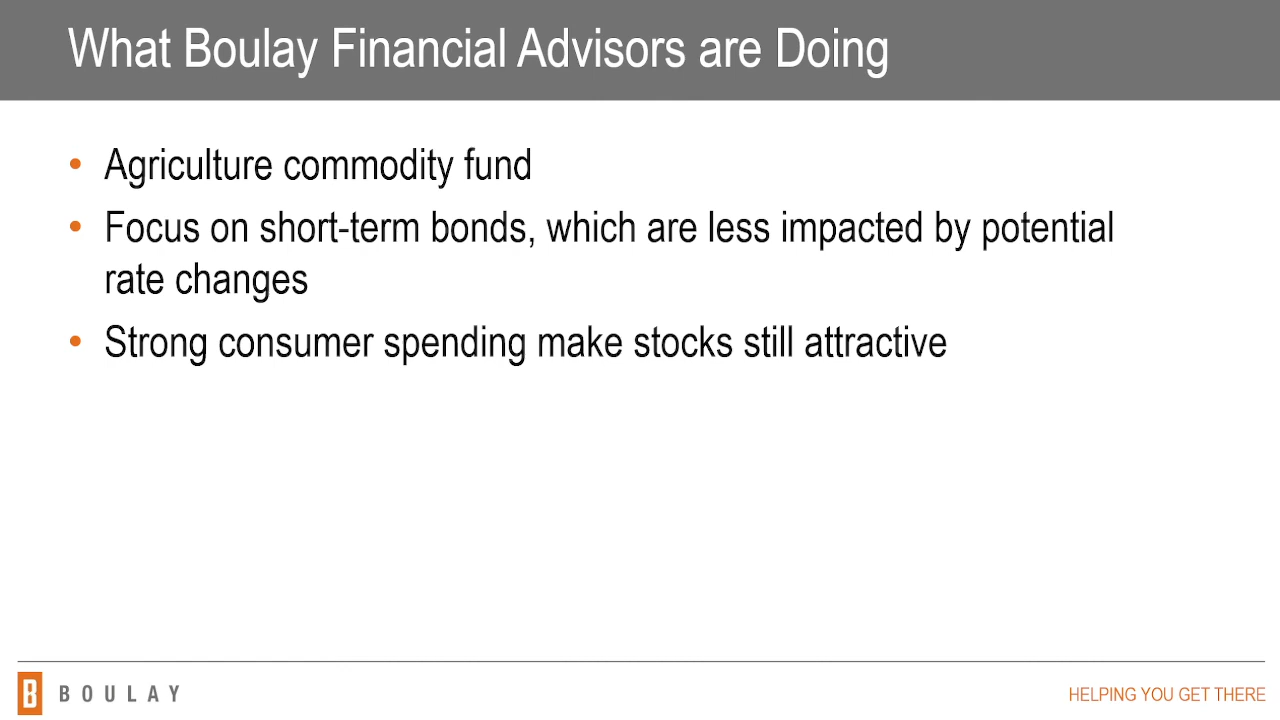 What Boulay Financial Advisors are Doing
• Agriculture commodity fund
• Focus on short-term bonds, which are less impacted by potential
rate changes
• Strong consumer spending make stocks still attractive
B BOULAY
HELPING YOU GET THERE